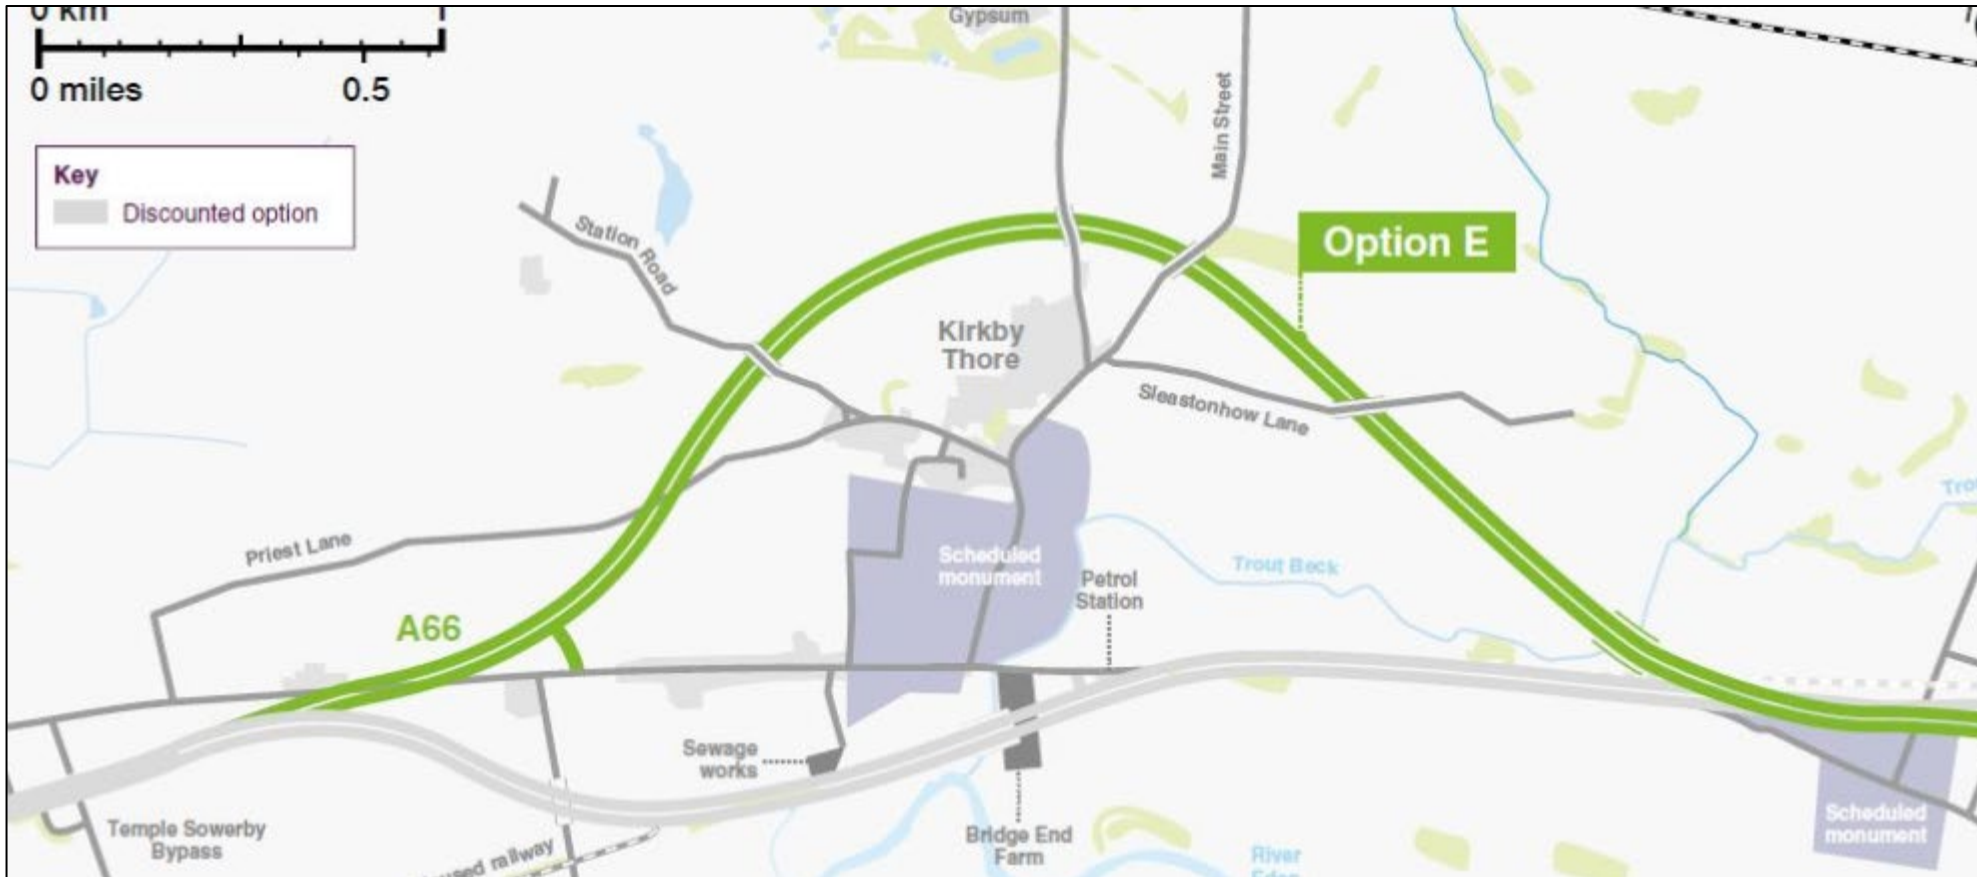 0 km 1
0 miles 0.5
Key
Discounted option
Gypsum
Main Street
Station Road
Option E
Kirkby
Thore
Sleastonhow Lane
Priest Lane
A66
Scheduled
monument
Petrol
Station
Trout Beck
Sewage
works
Bridge End
Farm
Temple Sowerby
Bypass
railway
River
Scheduled
monument